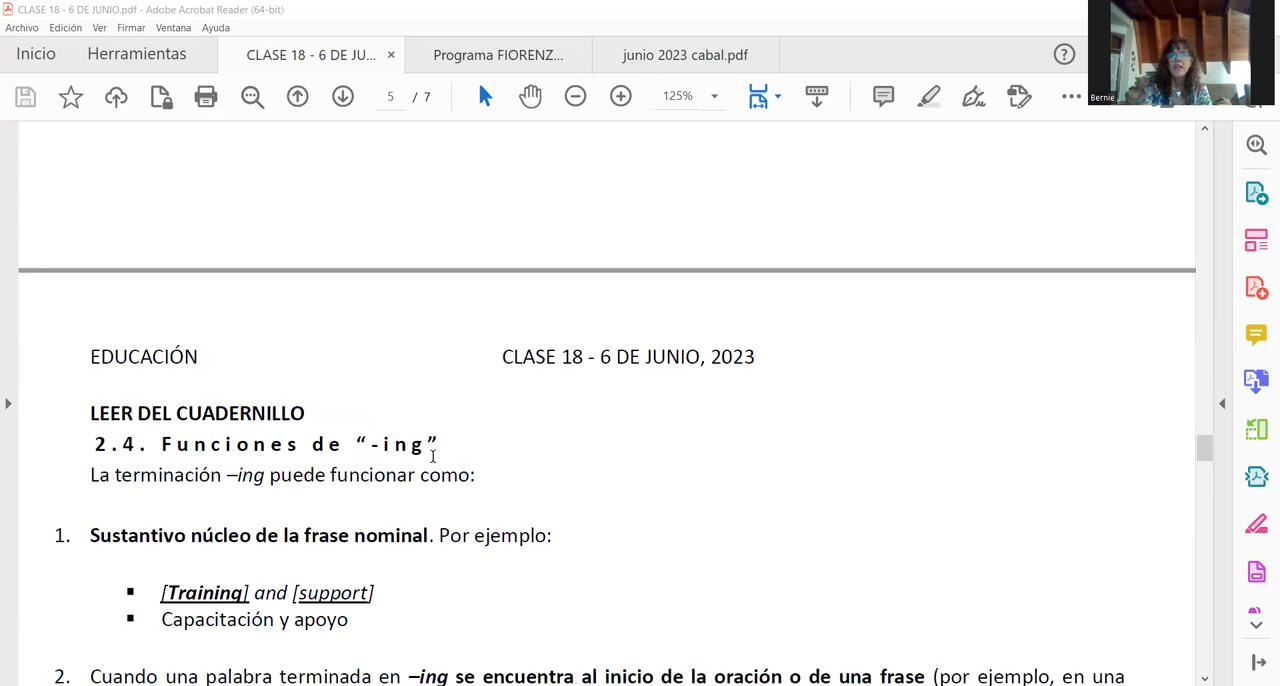 CLASE 18 - 6 DE JUNIO.pdf - Adobe Acrobat Reader (64-bit)
Archivo Edición Ver Firmar Ventana Ayuda
Inicio Herramientas CLASE 18 - 6 DE JU... × Programa FIORENZ... junio 2023 cabal.pdf
5 / 7 125%
Bernie
EDUCACIÓN CLASE 18 - 6 DE JUNIO, 2023
LEER DEL CUADERNILLO
2.4. Funciones de “-ing”
La terminación –ing puede funcionar como:
1. Sustantivo núcleo de la frase nominal. Por ejemplo:
▪ [Training] and [support]
▪ Capacitación y apoyo
2. Cuando una palabra terminada en –ing se encuentra al inicio de la oración o de una frase (por ejemplo, en una